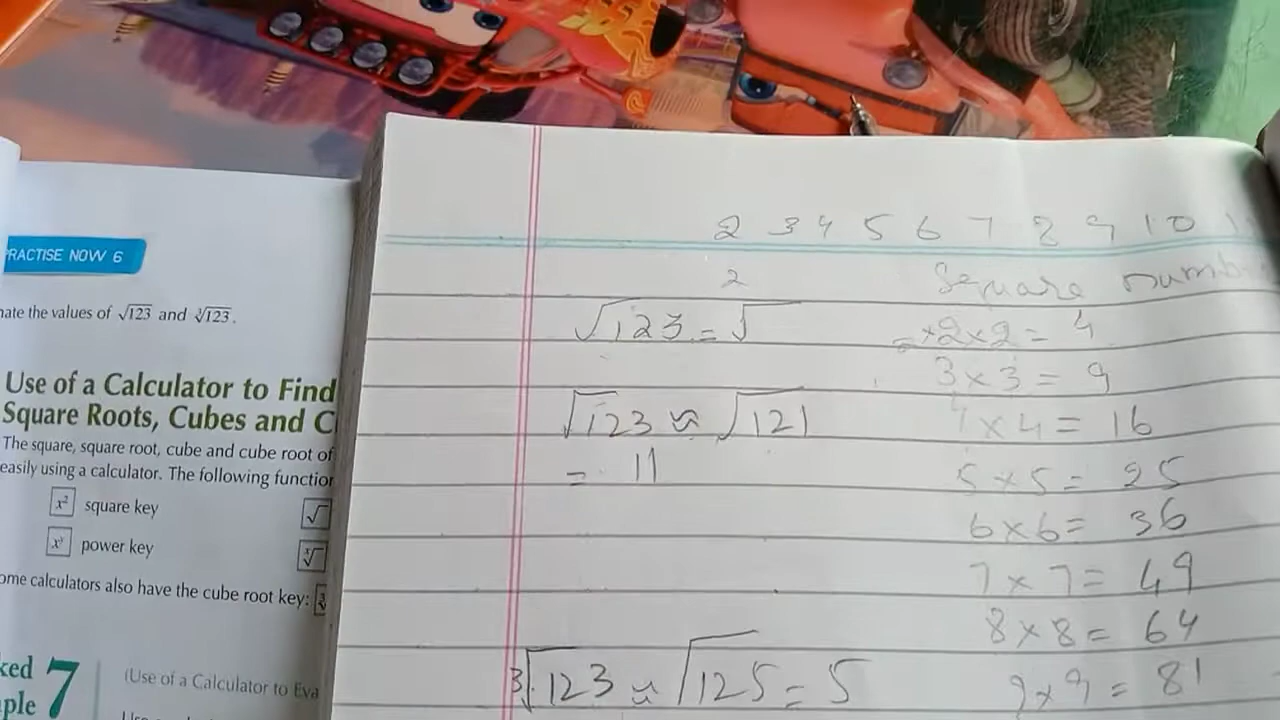 PRACTISE NOW 6
mate the values of √123 and ∛123.
Use of a Calculator to Find
Square Roots, Cubes and C
The square, square root, cube and cube root of
easily using a calculator. The following function
x² square key √
xʸ power key ˣ√
ome calculators also have the cube root key: ∛
ked
ple 7
(Use of a Calculator to Eva
2 3 4 5 6 7 8 9 10 1
2
Square numb
√123 = √
= ×2×2 = 4
3×3 = 9
√123 ≈ √121
4×4 = 16
= 11
5×5 = 25
6×6 = 36
7×7 = 49
8×8 = 64
∛123 ≈ √125 = 5
9×9 = 81